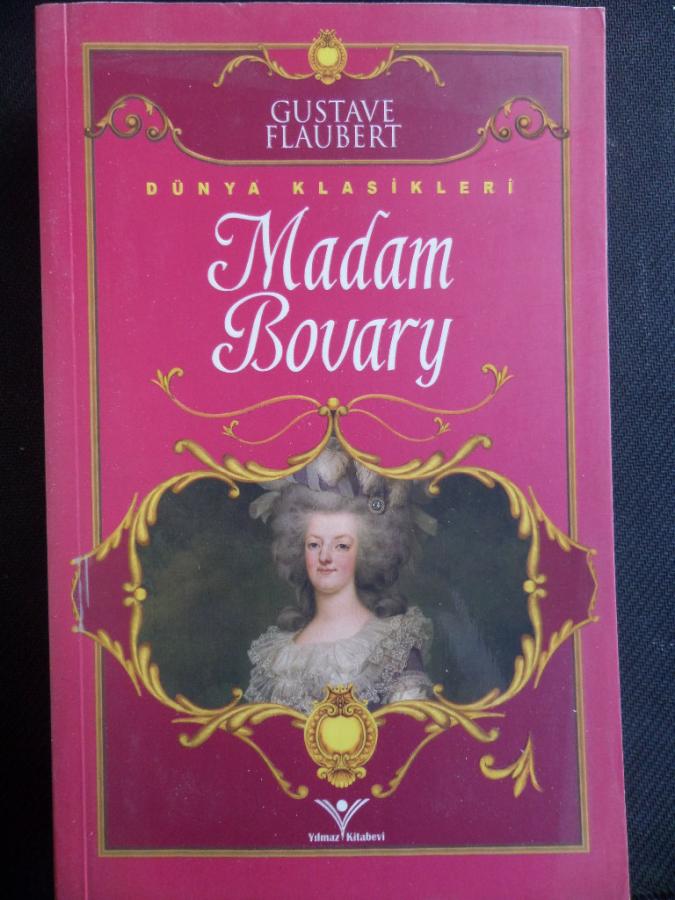 GUSTAVE
FLAUBERT
DÜNYA KLASİKLERİ
Madam
Bovary
Yılmaz Kitabevi